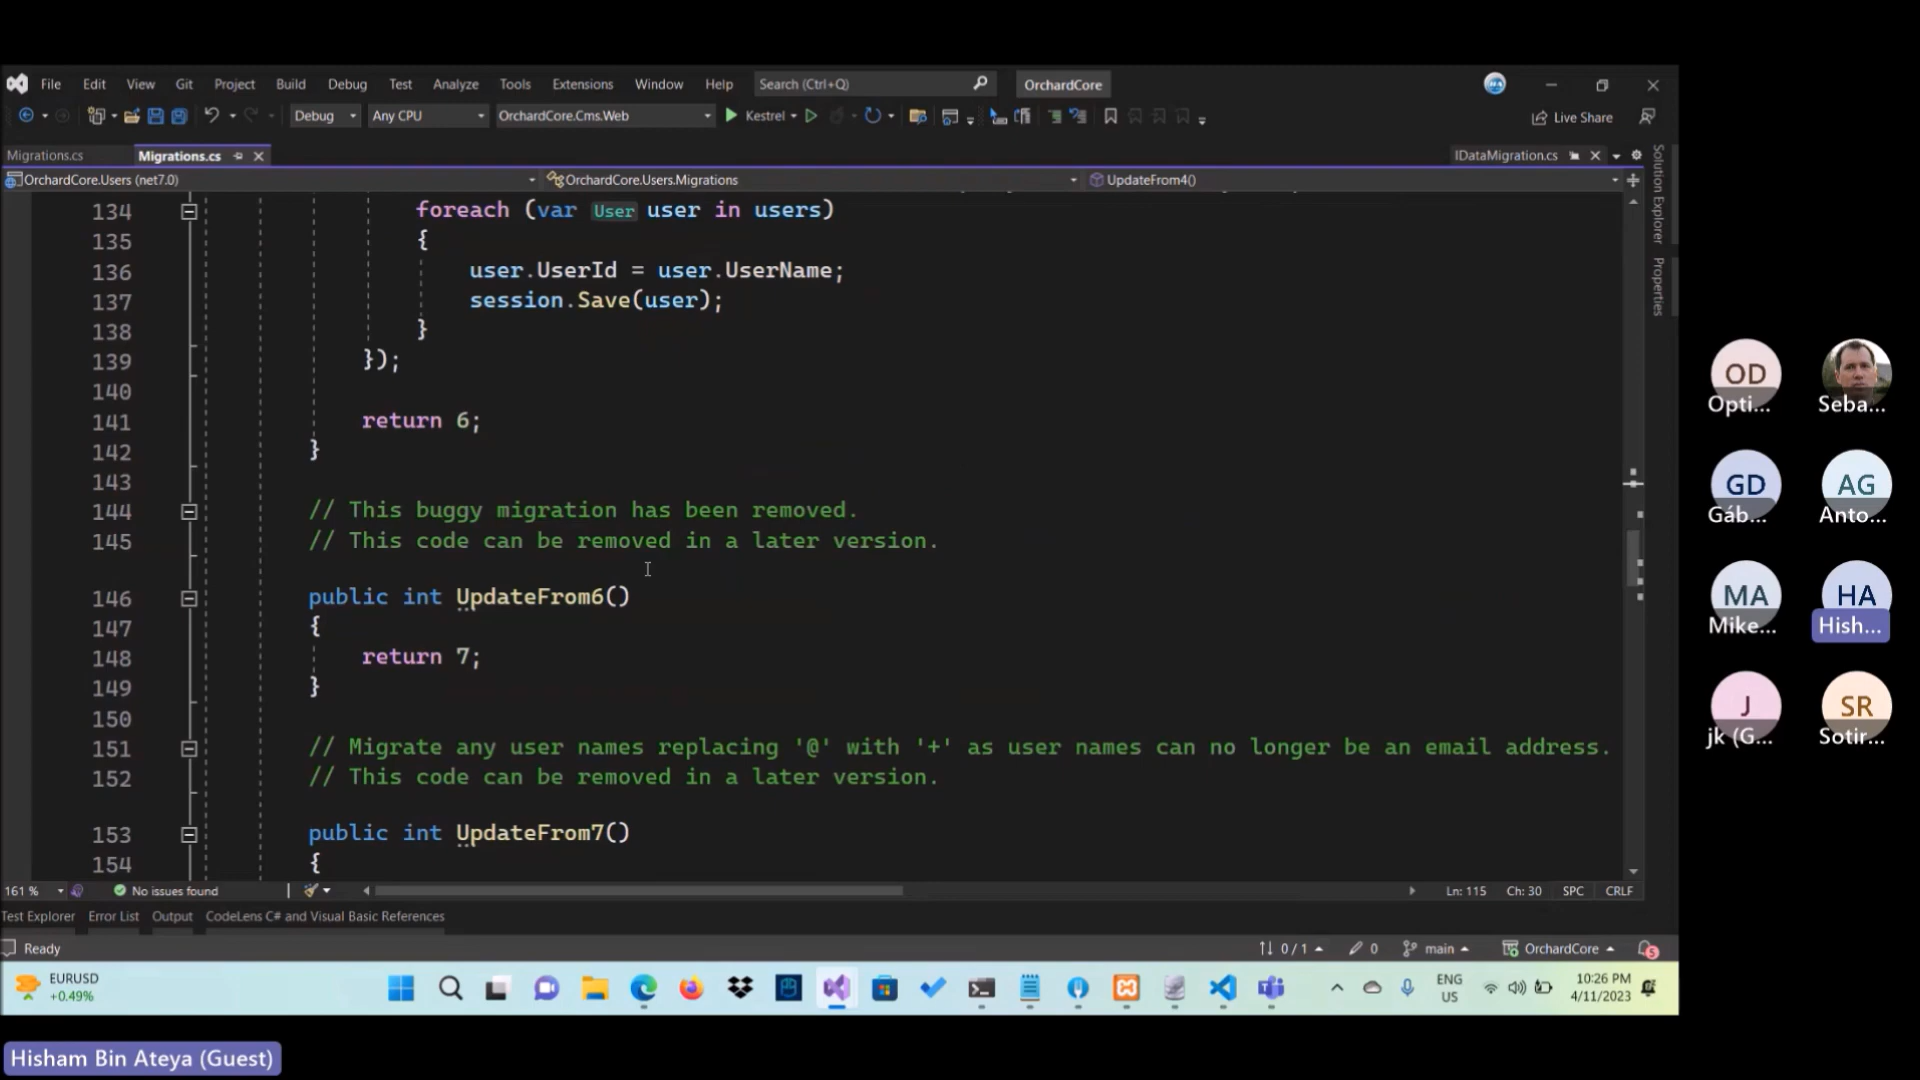 File Edit View Git Project Build Debug Test Analyze Tools Extensions Window Help Search (Ctrl+Q) OrchardCore
Debug Any CPU OrchardCore.Cms.Web Kestrel Live Share
Migrations.cs Migrations.cs IDataMigration.cs
OrchardCore.Users (net7.0) OrchardCore.Users.Migrations UpdateFrom4()
134 foreach (var User user in users)
135 {
136 user.UserId = user.UserName;
137 session.Save(user);
138 }
139 });
140
141 return 6;
142 }
143
144 // This buggy migration has been removed.
145 // This code can be removed in a later version.
146 public int UpdateFrom6()
147 {
148 return 7;
149 }
150
151 // Migrate any user names replacing '@' with '+' as user names can no longer be an email address.
152 // This code can be removed in a later version.
153 public int UpdateFrom7()
154 {
Solution Explorer
Properties
161 % No issues found Ln: 115 Ch: 30 SPC CRLF
Test Explorer Error List Output CodeLens C# and Visual Basic References
Ready 0 / 1 0 main OrchardCore 5
EURUSD
+0.49%
ENG
US
10:26 PM
4/11/2023
OD
Opti...
Seba...
GD
Gáb...
AG
Anto...
MA
Mike...
HA
Hish...
J
jk (G...
SR
Sotir...
Hisham Bin Ateya (Guest)